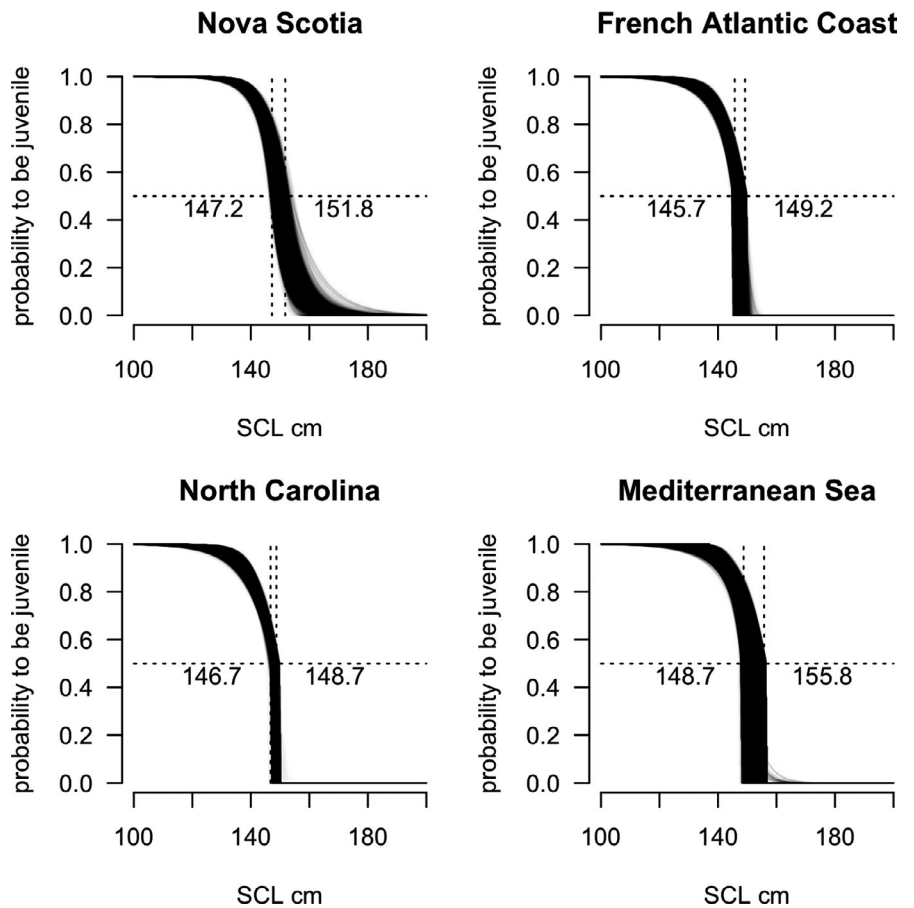 Nova Scotia
probability to be juvenile
1.0
0.8
0.6
0.4
0.2
0.0
147.2 151.8
100 140 180
SCL cm
French Atlantic Coast
probability to be juvenile
1.0
0.8
0.6
0.4
0.2
0.0
145.7 149.2
100 140 180
SCL cm
North Carolina
probability to be juvenile
1.0
0.8
0.6
0.4
0.2
0.0
146.7 148.7
100 140 180
SCL cm
Mediterranean Sea
probability to be juvenile
1.0
0.8
0.6
0.4
0.2
0.0
148.7 155.8
100 140 180
SCL cm